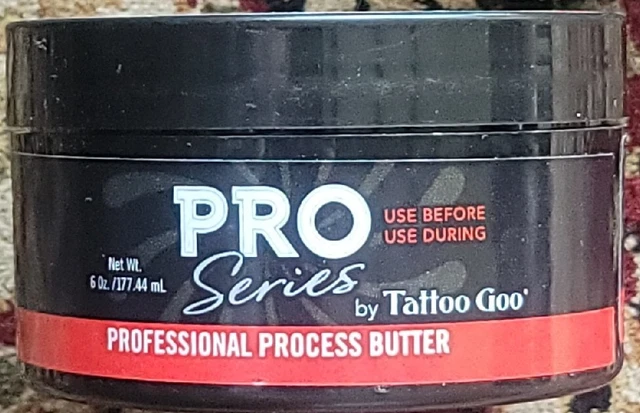 PRO
Series
by Tattoo Goo®
USE BEFORE
USE DURING
Net Wt.
6 Oz. /177.44 mL
PROFESSIONAL PROCESS BUTTER